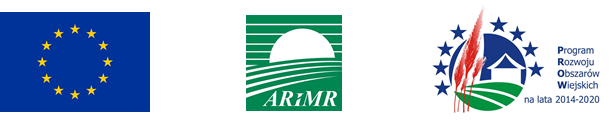 ARiMR
Program
Rozwoju
Obszarów
Wiejskich
na lata 2014-2020